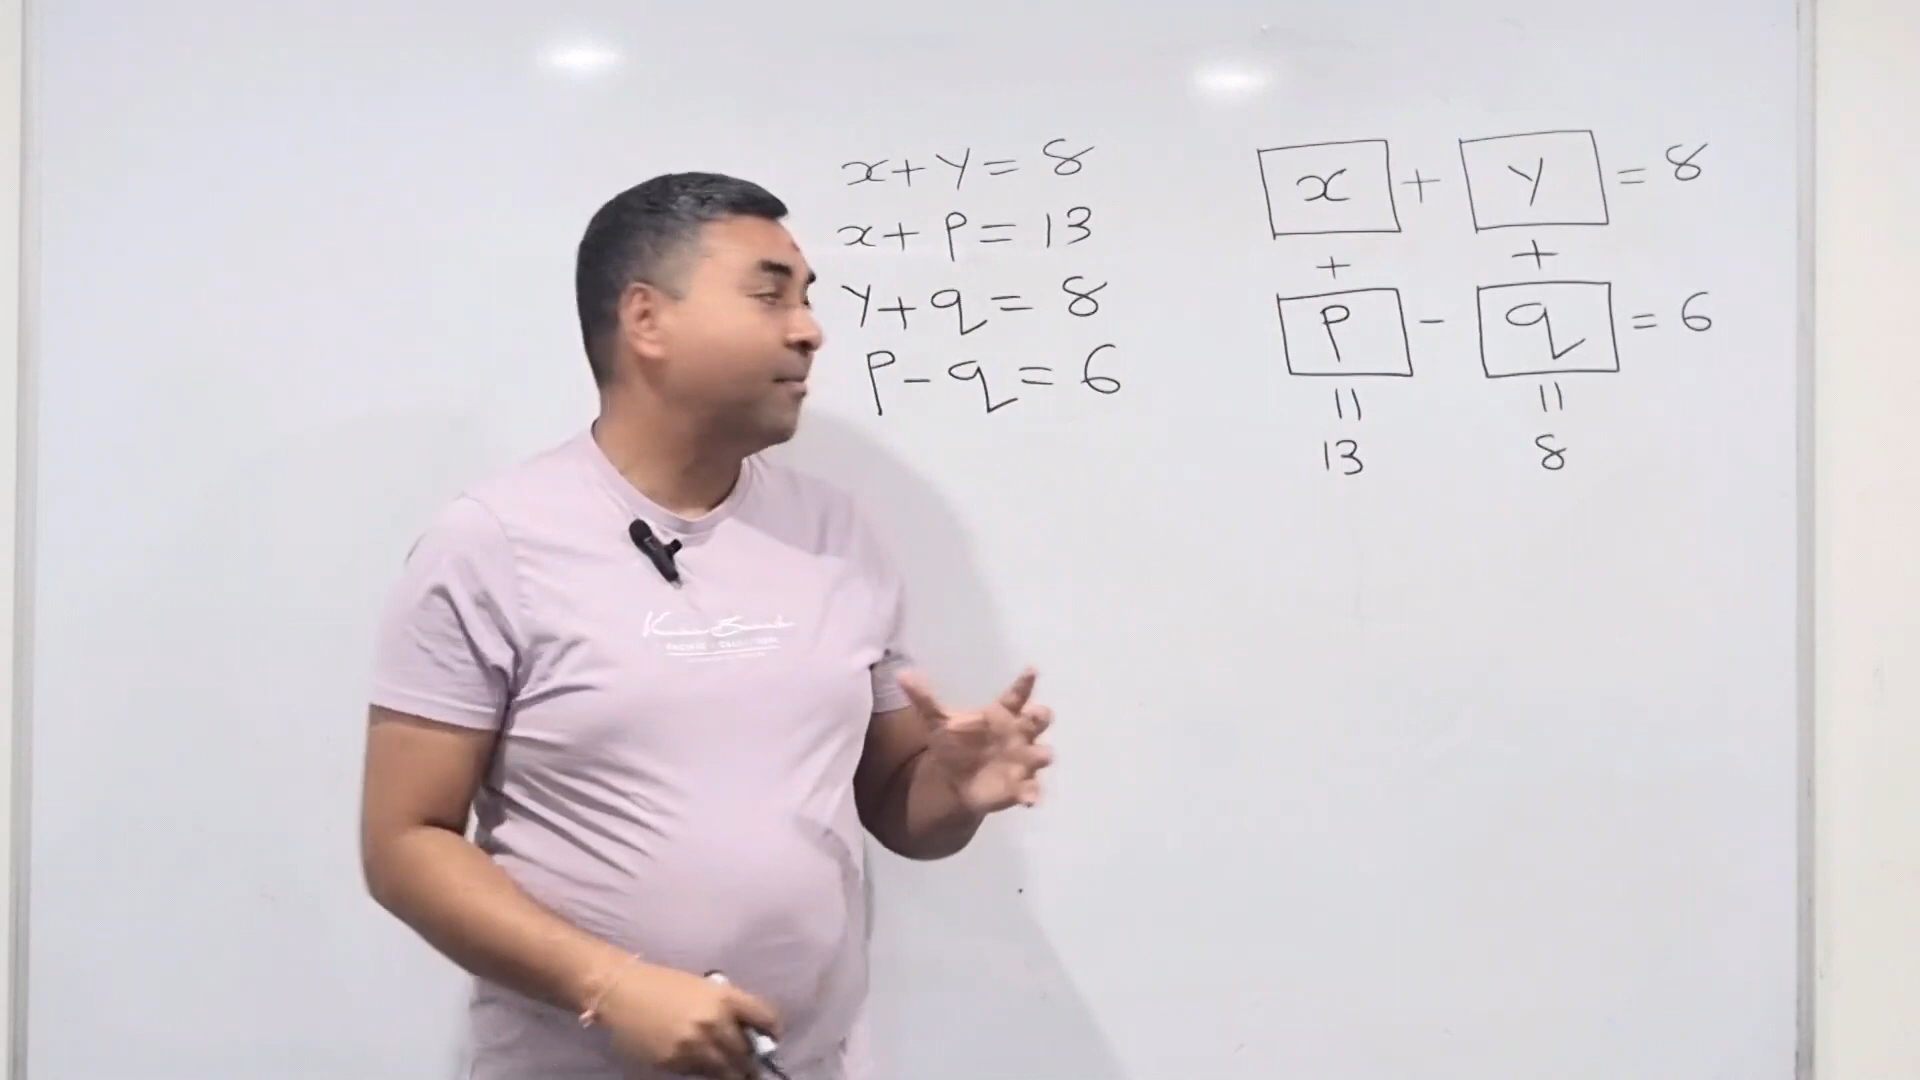 x+y=8
x+p=13
y+q=8
p-q=6
x + y = 8
+ +
p - q = 6
= =
13 8